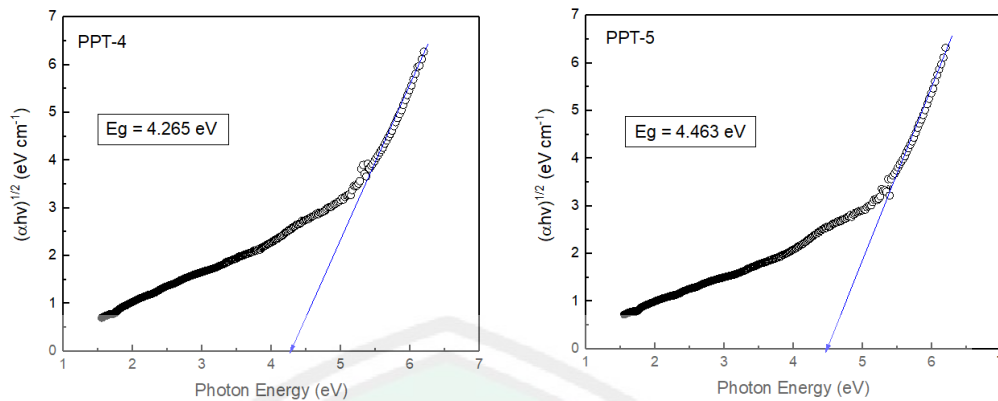 PPT-4
Eg = 4.265 eV
(αhν)1/2 (eV cm-1)
7
6
5
4
3
2
1
0
1 2 3 4 5 6 7
Photon Energy (eV)
PPT-5
Eg = 4.463 eV
(αhν)1/2 (eV cm-1)
7
6
5
4
3
2
1
0
1 2 3 4 5 6 7
Photon Energy (eV)